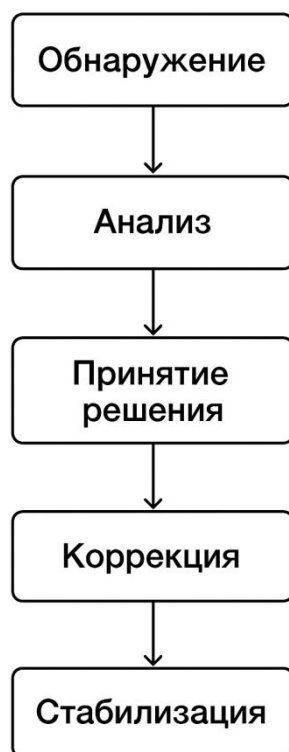 Обнаружение
Анализ
Принятие
решения
Коррекция
Стабилизация